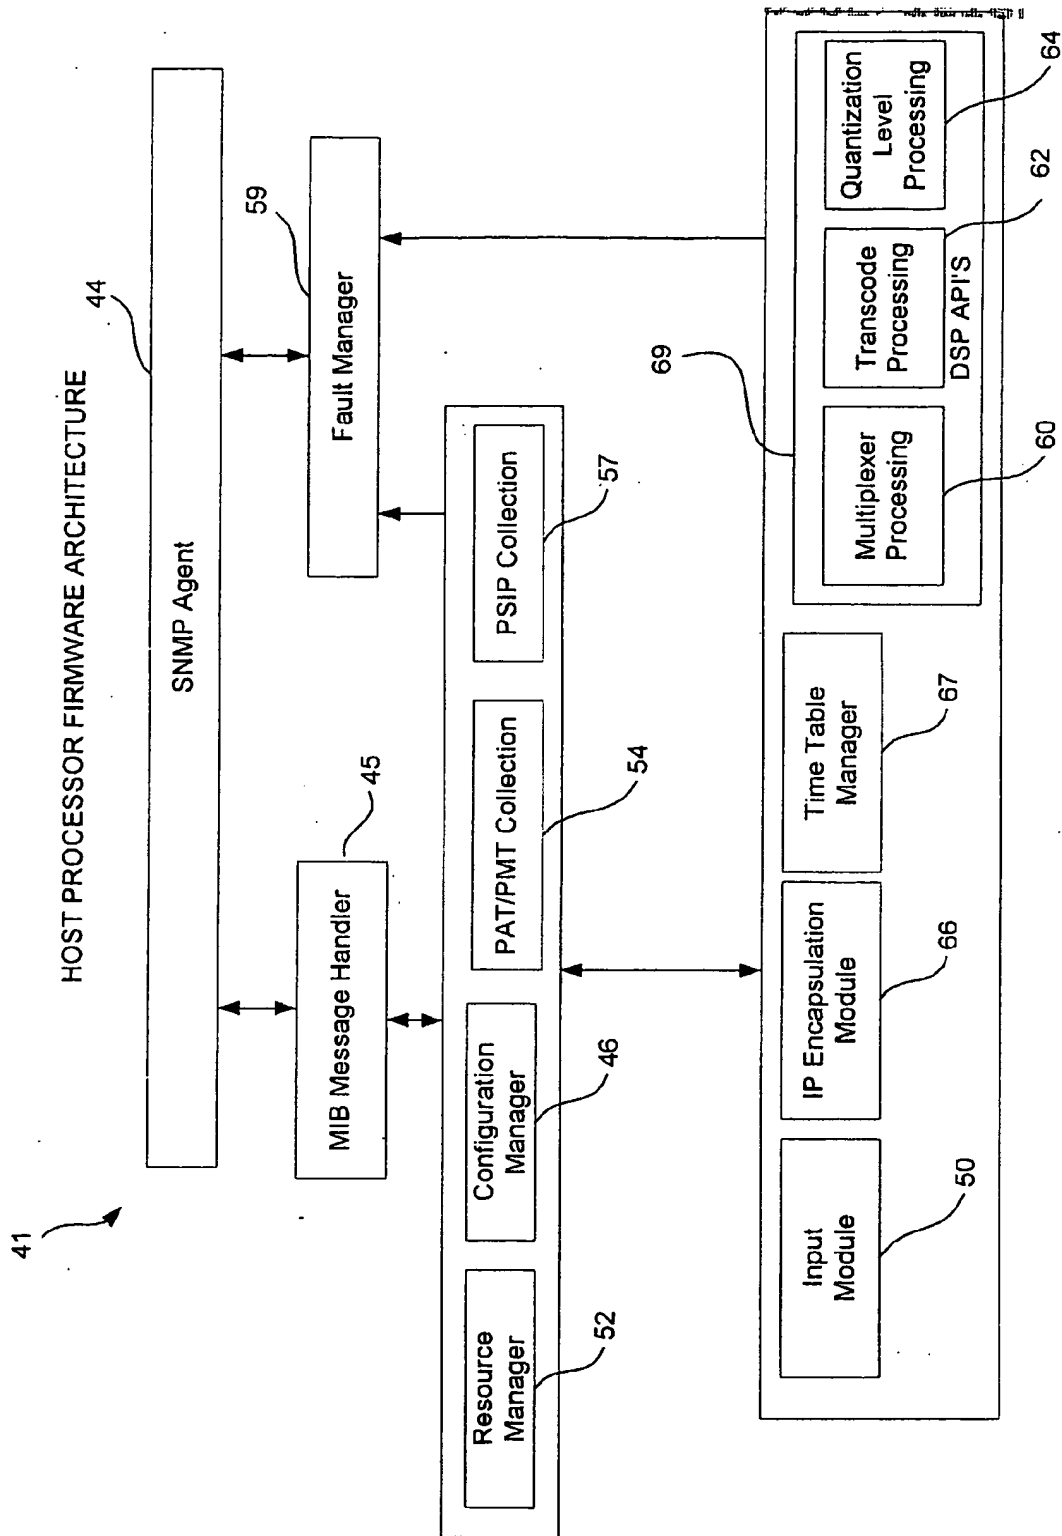 HOST PROCESSOR FIRMWARE ARCHITECTURE
41
44
SNMP Agent
45
MIB Message Handler
59
Fault Manager
Resource
Manager
52
Configuration
Manager
46
PAT/PMT Collection
54
PSIP Collection
57
69
Input
Module
50
IP Encapsulation
Module
66
Time Table
Manager
67
Multiplexer
Processing
60
Transcode
Processing
62
Quantization
Level
Processing
64
DSP API'S